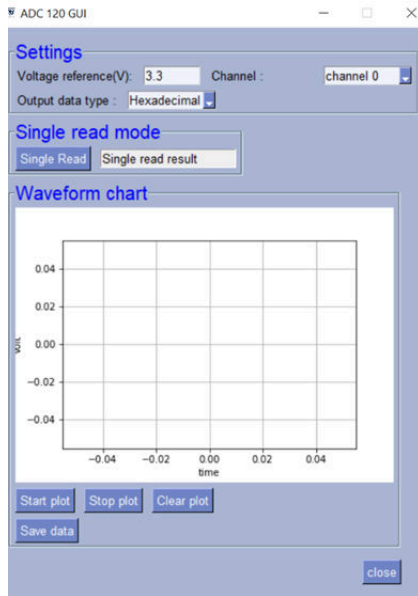 ADC 120 GUI
Settings
Voltage reference(V): 3.3 Channel : channel 0
Output data type : Hexadecimal
Single read mode
Single Read Single read result
Waveform chart
0.04
0.02
0.00
−0.02
−0.04
volt
−0.04 −0.02 0.00 0.02 0.04
time
Start plot Stop plot Clear plot
Save data
close